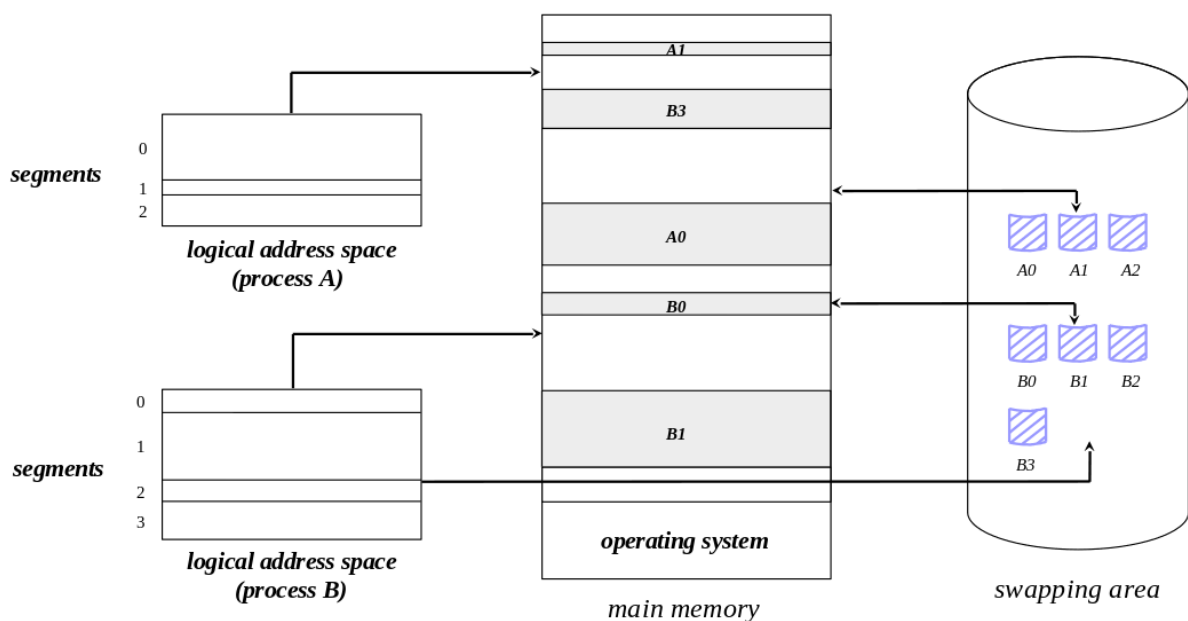 segments
0
1
2
logical address space
(process A)
segments
0
1
2
3
logical address space
(process B)
A1
B3
A0
B0
B1
operating system
main memory
A0 A1 A2
B0 B1 B2
B3
swapping area